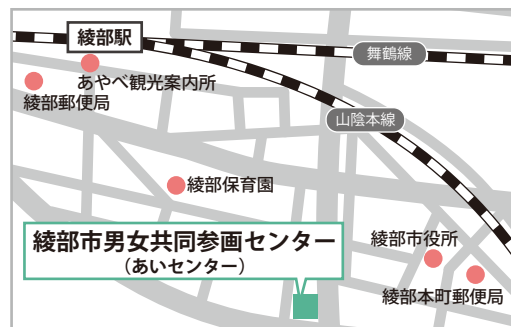 綾部駅
舞鶴線
あやべ観光案内所
綾部郵便局
山陰本線
綾部保育園
綾部市男女共同参画センター
（あいセンター）
綾部市役所
綾部本町郵便局